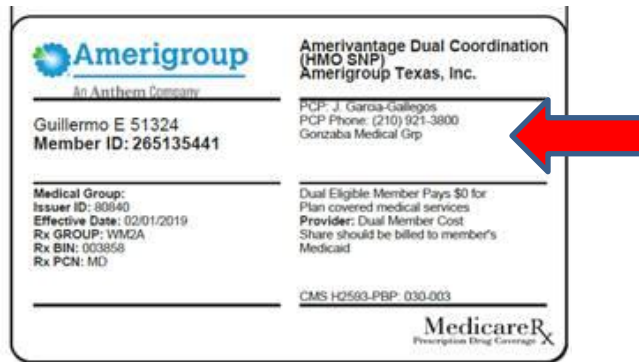 Amerigroup
An Anthem Company
Amerivantage Dual Coordination
(HMO SNP)
Amerigroup Texas, Inc.
Guillermo E 51324
Member ID: 265135441
PCP: J. Garcia-Gallegos
PCP Phone: (210) 921-3800
Gonzaba Medical Grp
Medical Group:
Issuer ID: 80840
Effective Date: 02/01/2019
Rx GROUP: WM2A
Rx BIN: 003858
Rx PCN: MD
Dual Eligible Member Pays $0 for
Plan covered medical services
Provider: Dual Member Cost
Share should be billed to member's
Medicaid
CMS H2593-PBP: 030-003
MedicareRx
Prescription Drug Coverage